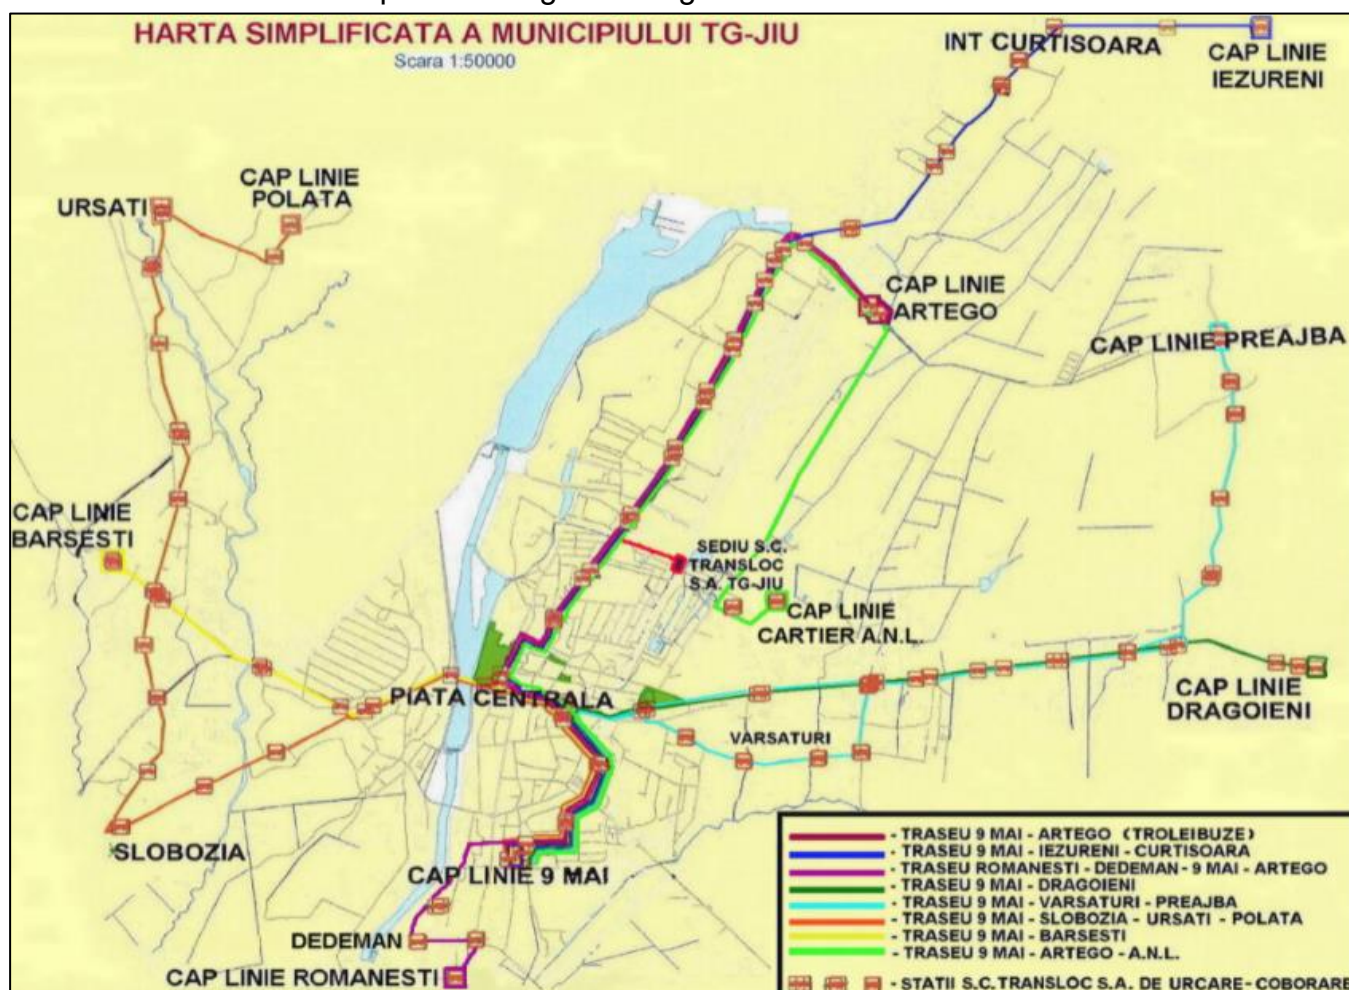 HARTA SIMPLIFICATA A MUNICIPIULUI TG-JIU
Scara 1:50000
INT CURTISOARA
CAP LINIE
IEZURENI
CAP LINIE
POLATA
URSATI
CAP LINIE
ARTEGO
CAP LINIE PREAJBA
CAP LINIE
BARSESTI
SEDIU S.C.
TRANSLOC
S.A. TG-JIU
CAP LINIE
CARTIER A.N.L.
PIATA CENTRALA
CAP LINIE
DRAGOIENI
VARSATURI
SLOBOZIA
CAP LINIE 9 MAI
DEDEMAN
CAP LINIE ROMANESTI
- TRASEU 9 MAI - ARTEGO (TROLEIBUZE)
- TRASEU 9 MAI - IEZURENI - CURTISOARA
- TRASEU ROMANESTI - DEDEMAN - 9 MAI - ARTEGO
- TRASEU 9 MAI - DRAGOIENI
- TRASEU 9 MAI - VARSATURI - PREAJBA
- TRASEU 9 MAI - SLOBOZIA - URSATI - POLATA
- TRASEU 9 MAI - BARSESTI
- TRASEU 9 MAI - ARTEGO - A.N.L.
- STATII S.C. TRANSLOC S.A. DE URCARE-COBORARE